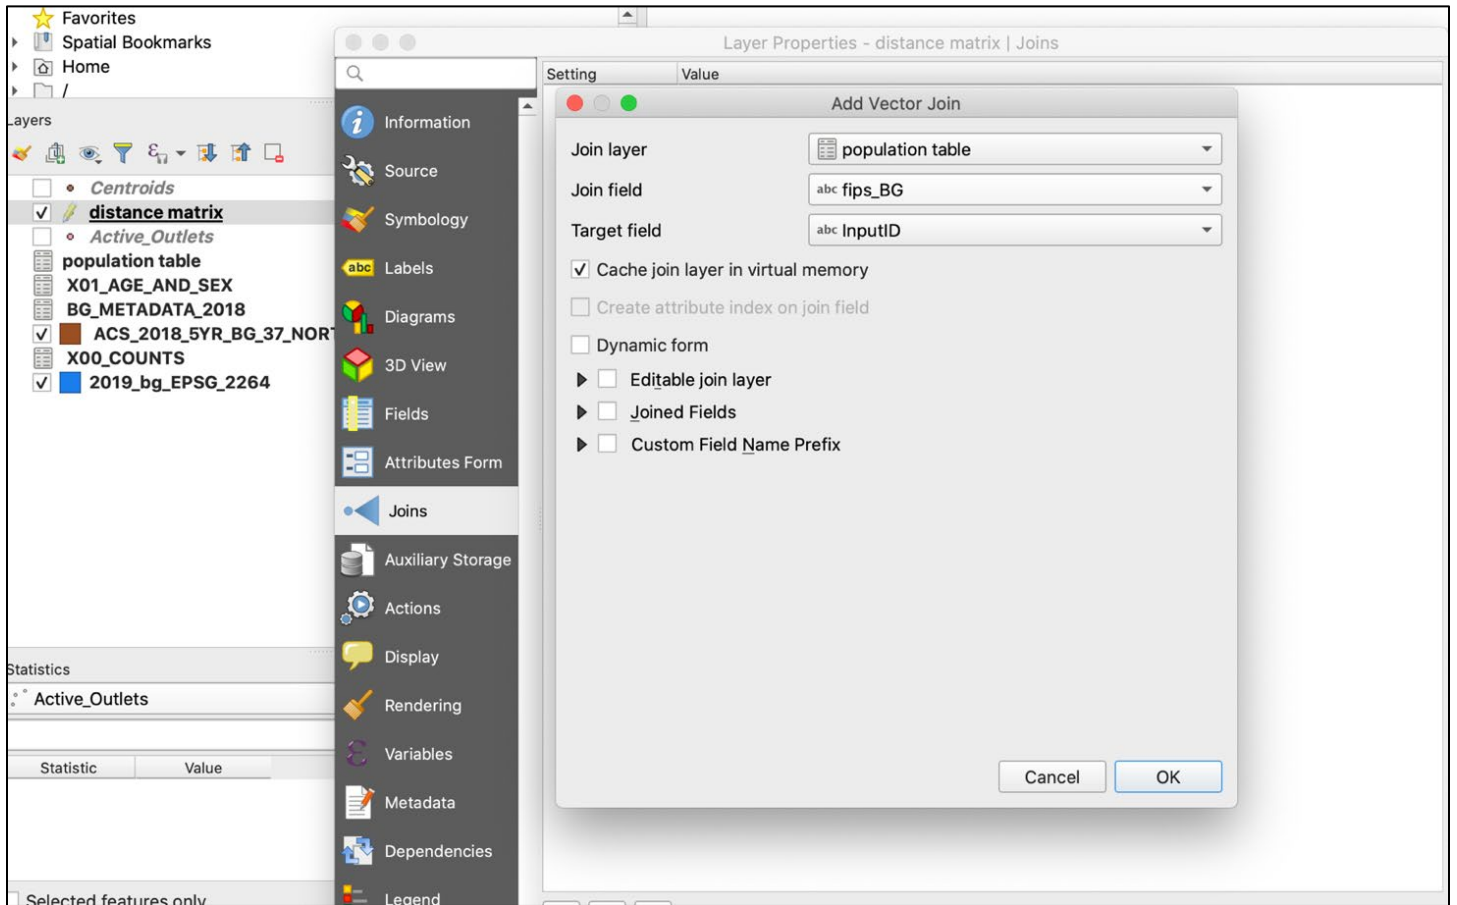 Favorites
Spatial Bookmarks
Home
/
Layers
Centroids
distance matrix
Active_Outlets
population table
X01_AGE_AND_SEX
BG_METADATA_2018
ACS_2018_5YR_BG_37_NORT
X00_COUNTS
2019_bg_EPSG_2264
Statistics
Active_Outlets
Statistic Value
Selected features only
Layer Properties - distance matrix | Joins
Information
Source
Symbology
abc Labels
Diagrams
3D View
Fields
Attributes Form
Joins
Auxiliary Storage
Actions
Display
Rendering
Variables
Metadata
Dependencies
Legend
Setting Value
Add Vector Join
Join layer population table
Join field abc fips_BG
Target field abc InputID
Cache join layer in virtual memory
Create attribute index on join field
Dynamic form
Editable join layer
Joined Fields
Custom Field Name Prefix
Cancel OK